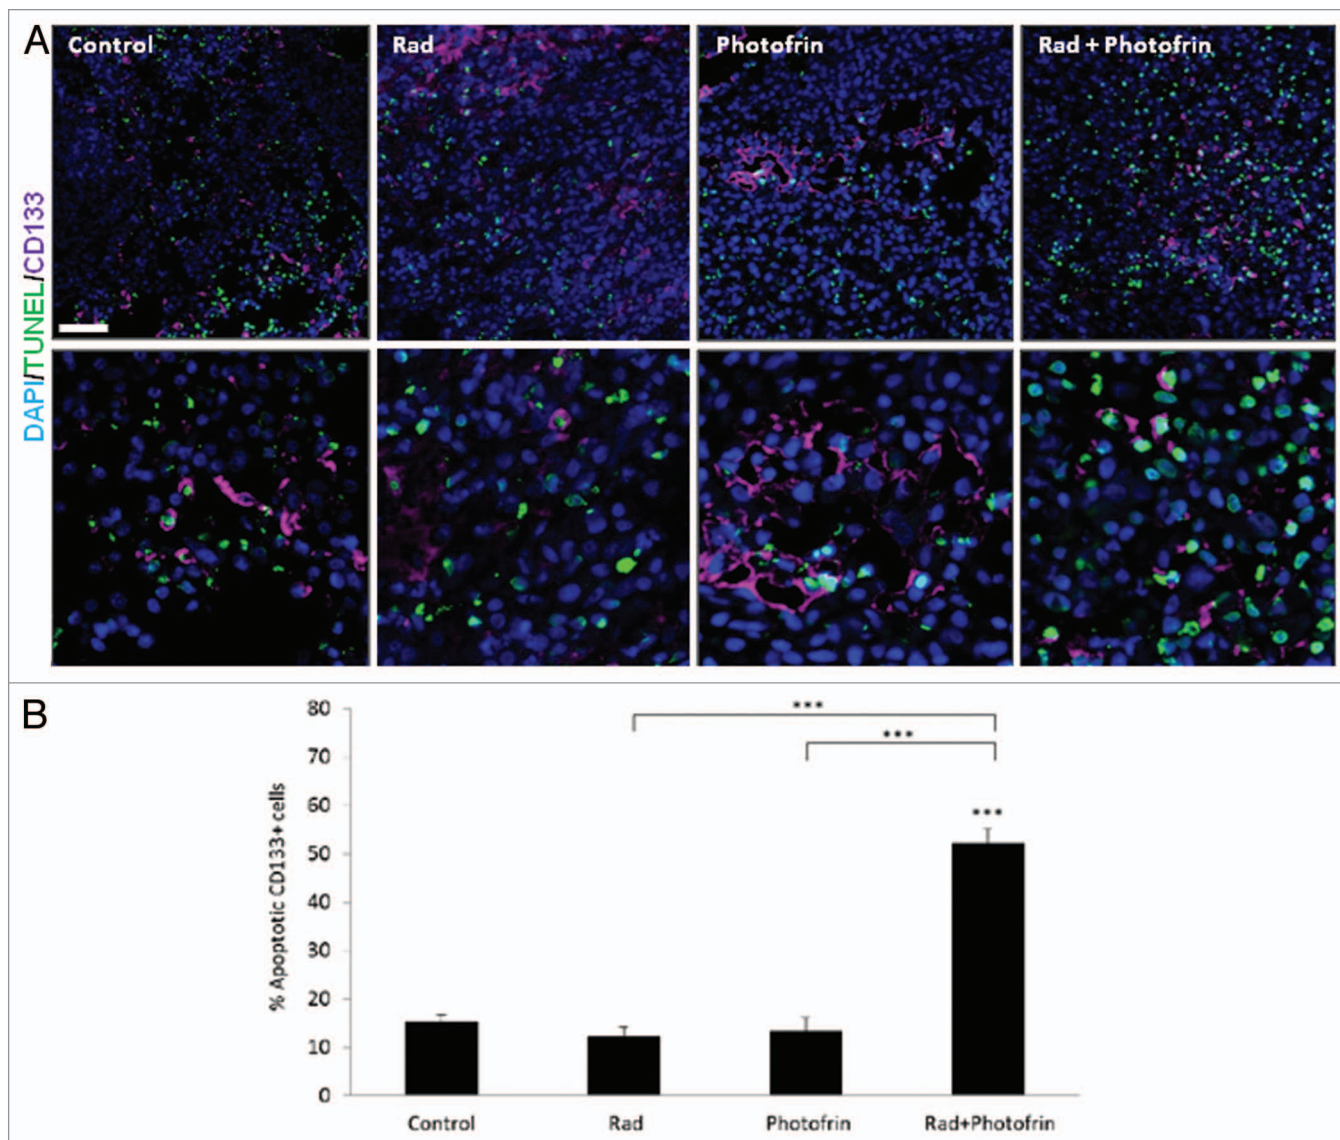 A
Control
Rad
Photofrin
Rad + Photofrin
DAPI/TUNEL/CD133
B
80
70
60
50
40
30
20
10
0
% Apoptotic CD133+ cells
***
***
***
Control
Rad
Photofrin
Rad+Photofrin